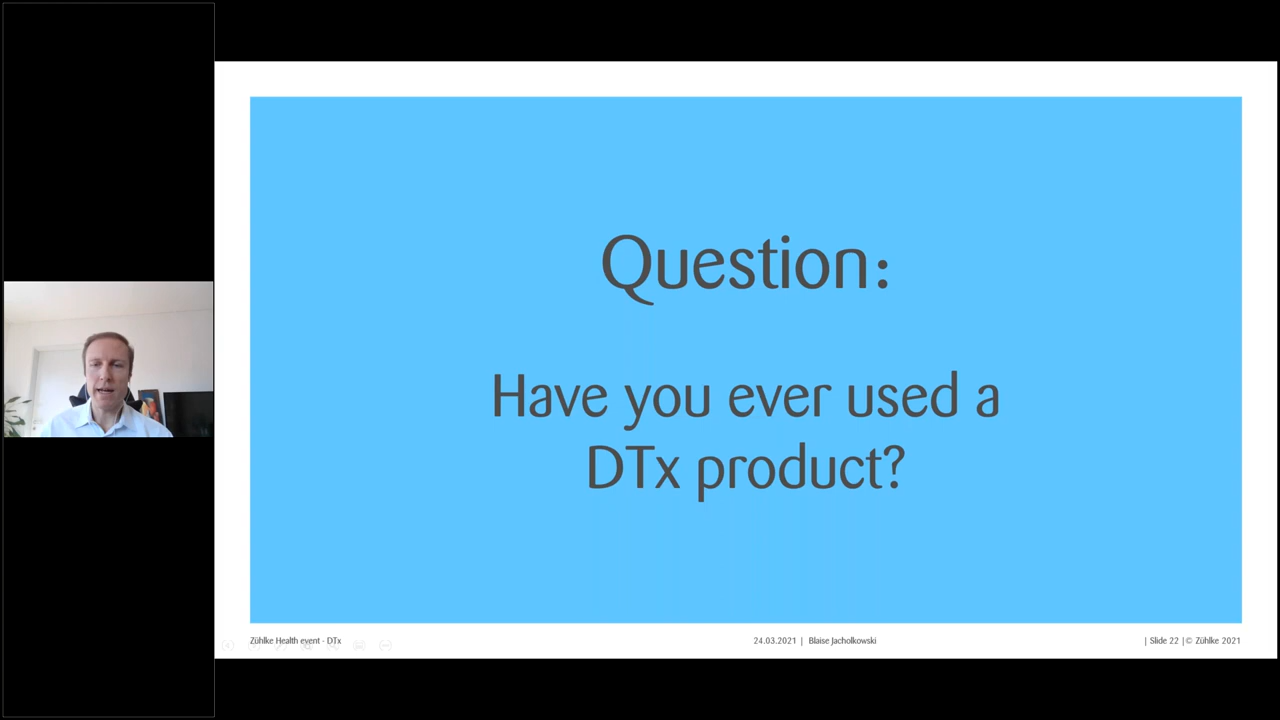 Question:
Have you ever used a
DTx product?
Zühlke Health event - DTx
24.03.2021 | Blaise Jacholkowski
| Slide 22 | © Zühlke 2021